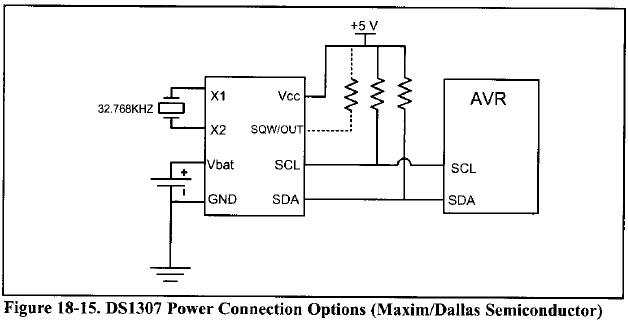 +5 V
X1
Vcc
AVR
32.768KHZ
X2
SQW/OUT
Vbat
SCL
SCL
+
-
GND
SDA
SDA
Figure 18-15. DS1307 Power Connection Options (Maxim/Dallas Semiconductor)